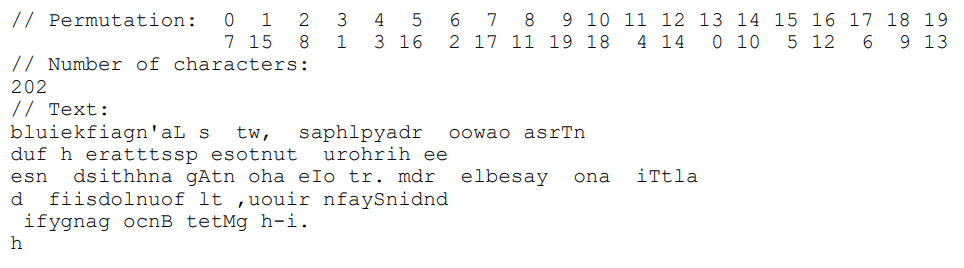 // Permutation:  0  1  2  3  4  5  6  7  8  9 10 11 12 13 14 15 16 17 18 19
                 7 15  8  1  3 16  2 17 11 19 18  4 14  0 10  5 12  6  9 13
// Number of characters:
202
// Text:
bluiekfiagn'aL s  tw,  saphlpyadr  oowao asrTn
duf h eratttssp esotnut  urohrih ee
esn  dsithhna gAtn oha eIo tr. mdr  elbesay  ona  iTtla
d  fiisdolnuof lt ,uouir nfaySnidnd
 ifygnag ocnB tetMg h-i.
h